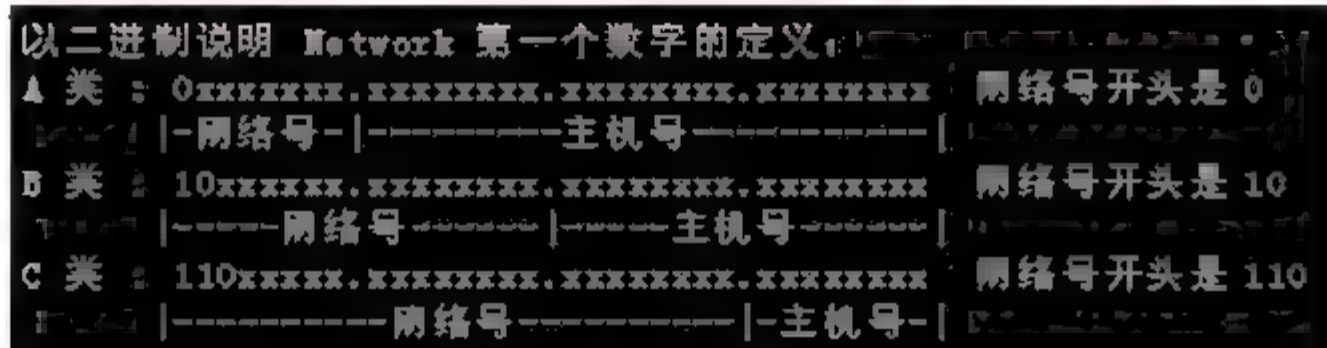 以二进制说明 Network 第一个数字的定义：
A 类 : 0xxxxxxx.xxxxxxxx.xxxxxxxx.xxxxxxxx 网络号开头是 0
|-网络号-|------------主机号------------|
B 类 : 10xxxxxx.xxxxxxxx.xxxxxxxx.xxxxxxxx 网络号开头是 10
|------网络号------|------主机号------|
C 类 : 110xxxxx.xxxxxxxx.xxxxxxxx.xxxxxxxx 网络号开头是 110
|-----------网络号-----------|-主机号-|